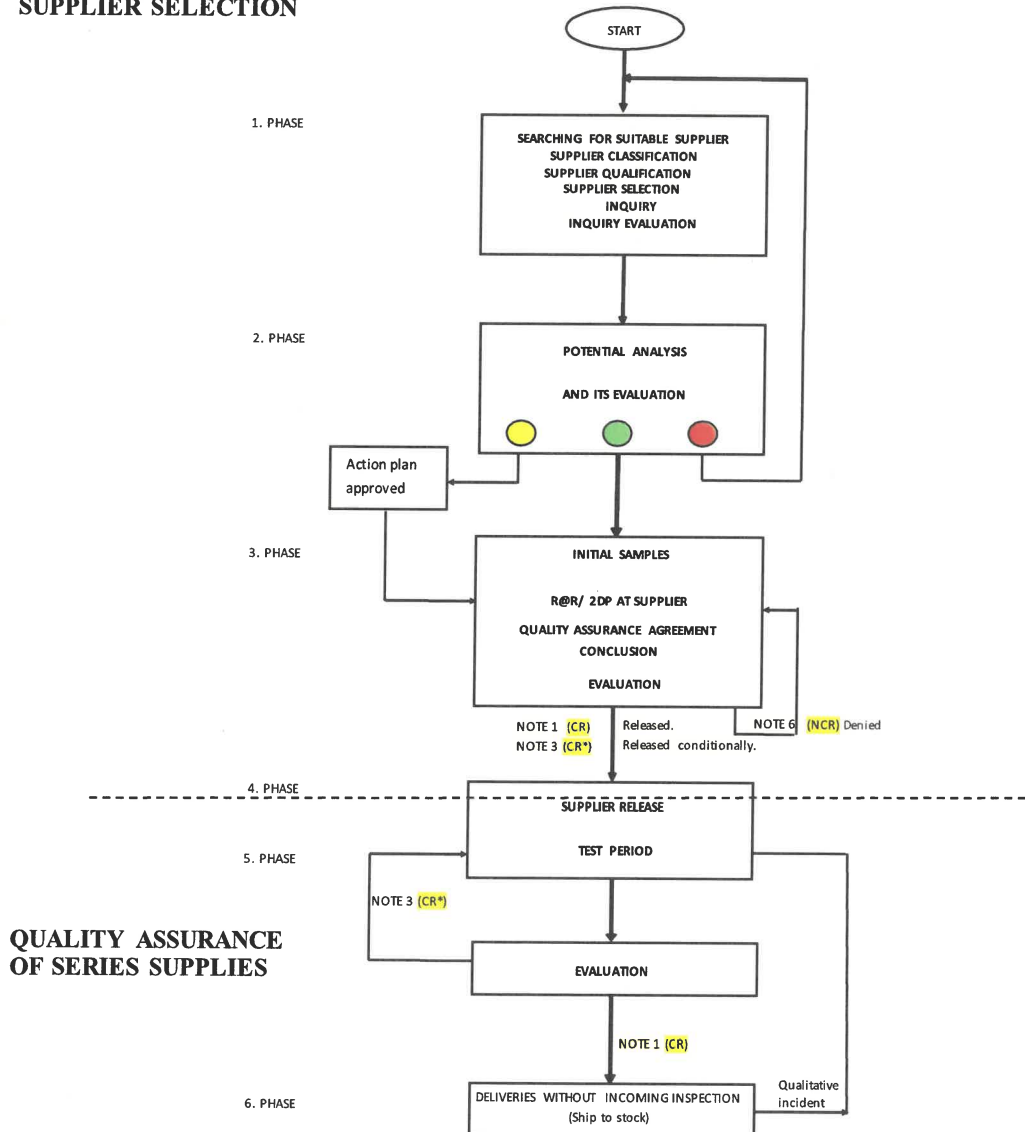 SUPPLIER SELECTION
START
1. PHASE
SEARCHING FOR SUITABLE SUPPLIER
SUPPLIER CLASSIFICATION
SUPPLIER QUALIFICATION
SUPPLIER SELECTION
INQUIRY
INQUIRY EVALUATION
2. PHASE
POTENTIAL ANALYSIS
AND ITS EVALUATION
Action plan
approved
3. PHASE
INITIAL SAMPLES
R@R/ 2DP AT SUPPLIER
QUALITY ASSURANCE AGREEMENT
CONCLUSION
EVALUATION
NOTE 1 (CR) Released.
NOTE 6 (NCR) Denied
NOTE 3 (CR*) Released conditionally.
4. PHASE
SUPPLIER RELEASE
TEST PERIOD
5. PHASE
NOTE 3 (CR*)
QUALITY ASSURANCE
OF SERIES SUPPLIES
EVALUATION
NOTE 1 (CR)
6. PHASE
DELIVERIES WITHOUT INCOMING INSPECTION
(Ship to stock)
Qualitative
incident